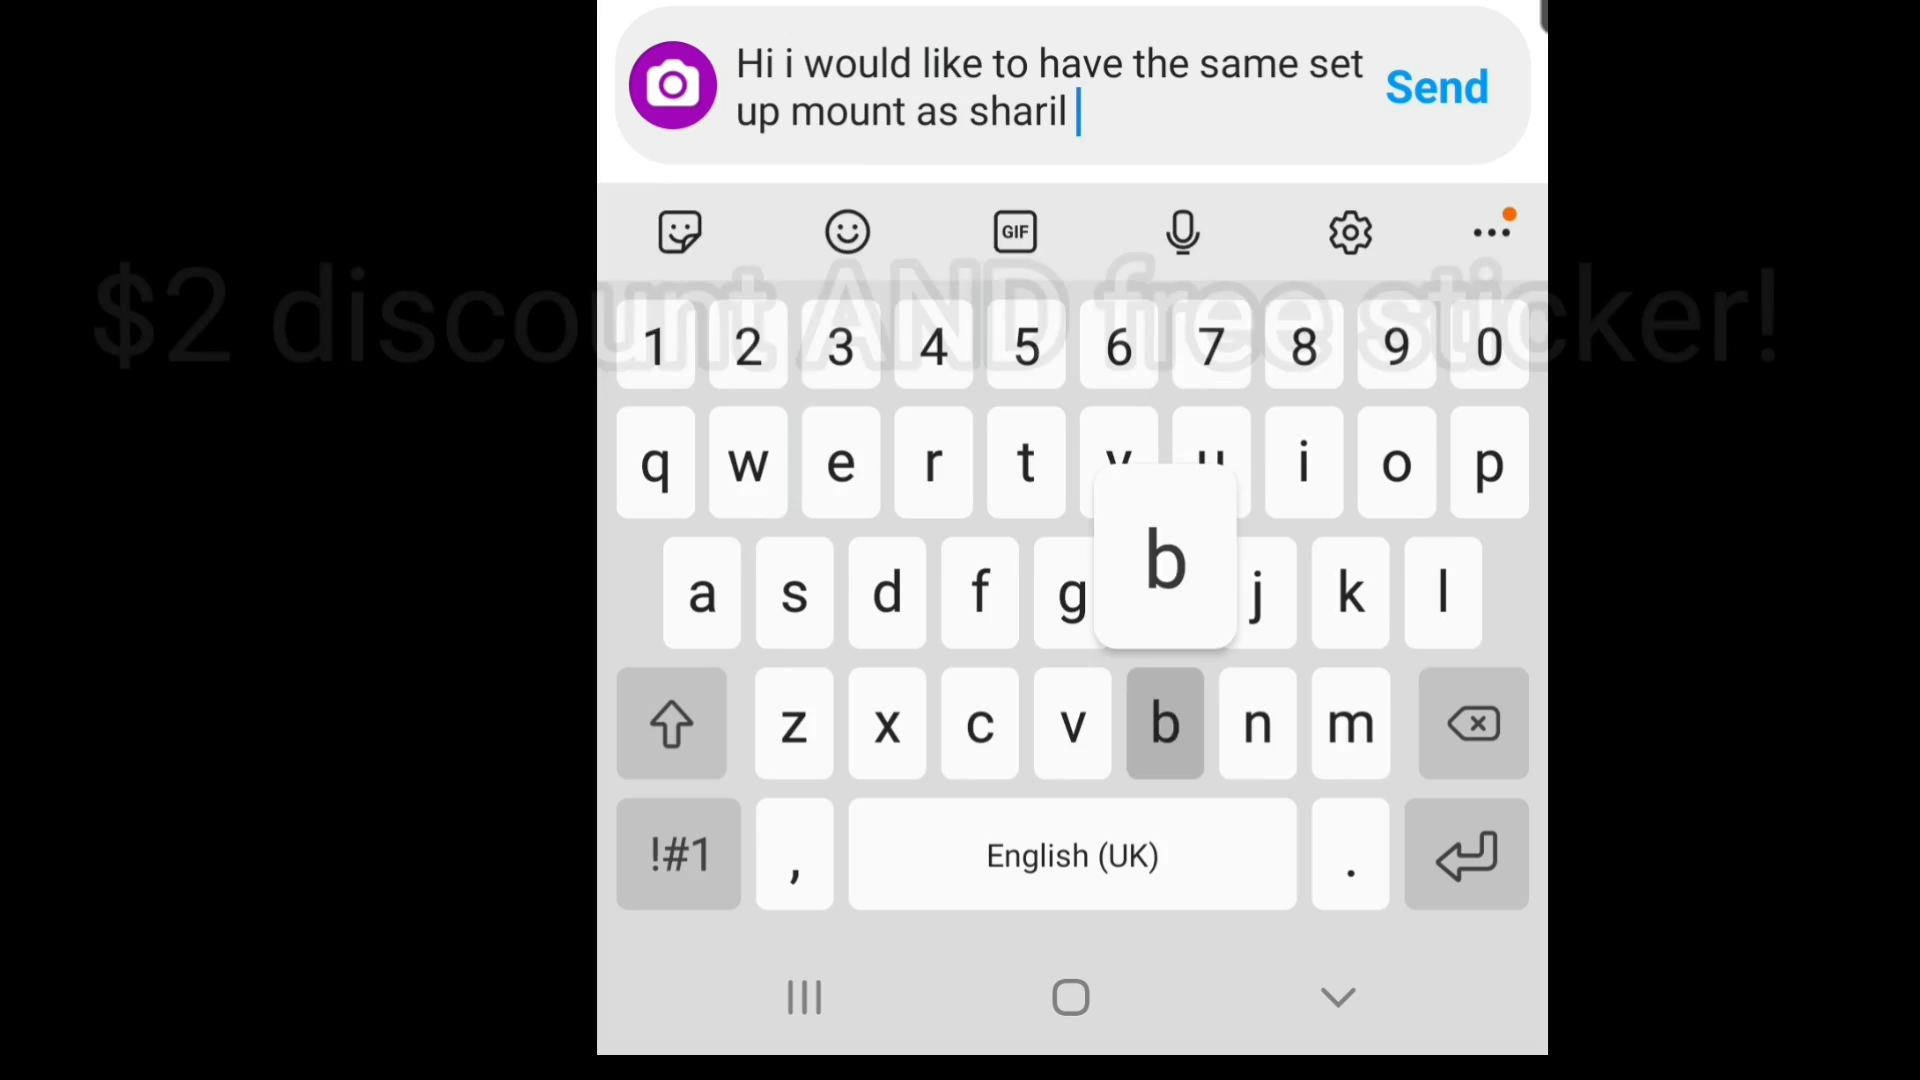 Hi i would like to have the same set
up mount as sharil
Send
GIF
$2 discount AND free sticker!
1 2 3 4 5 6 7 8 9 0
q w e r t y u i o p
a s d f g b j k l
z x c v b n m
!#1 , English (UK) .